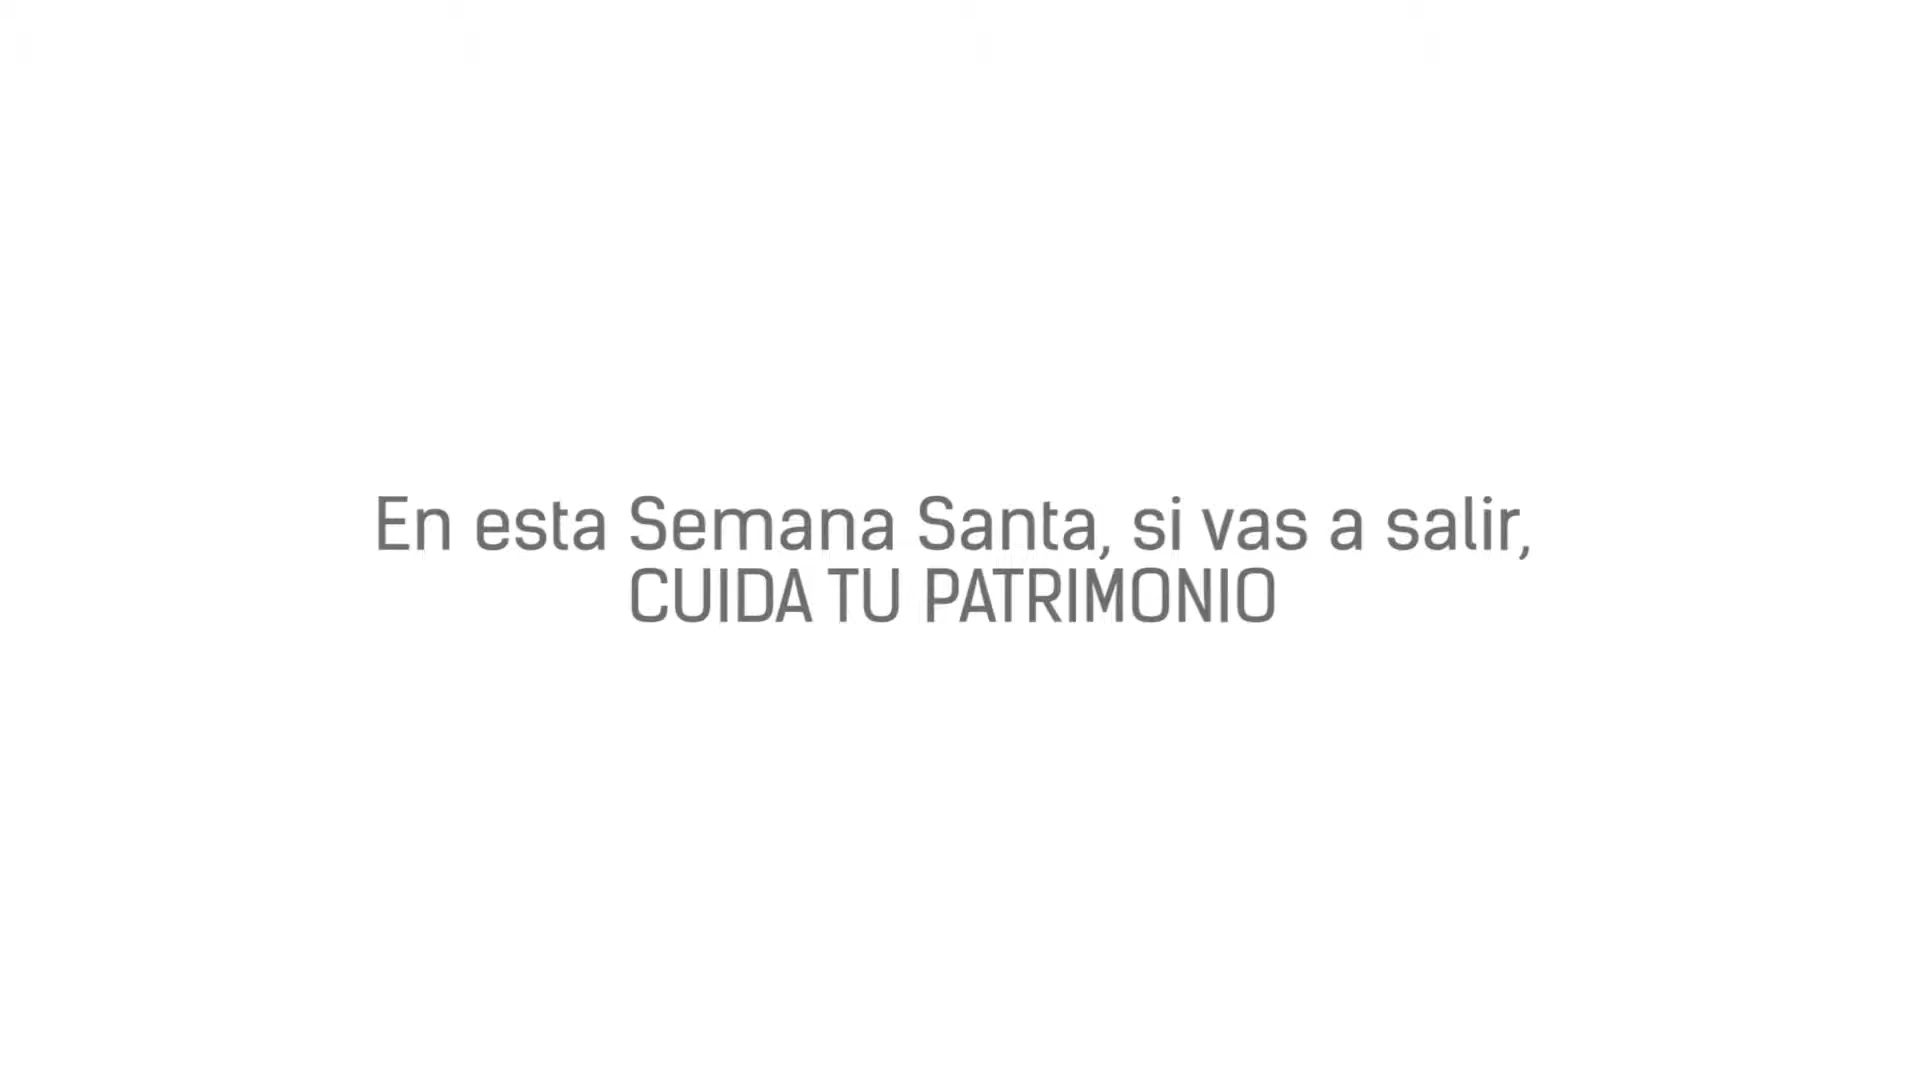 En esta Semana Santa, si vas a salir,
CUIDA TU PATRIMONIO